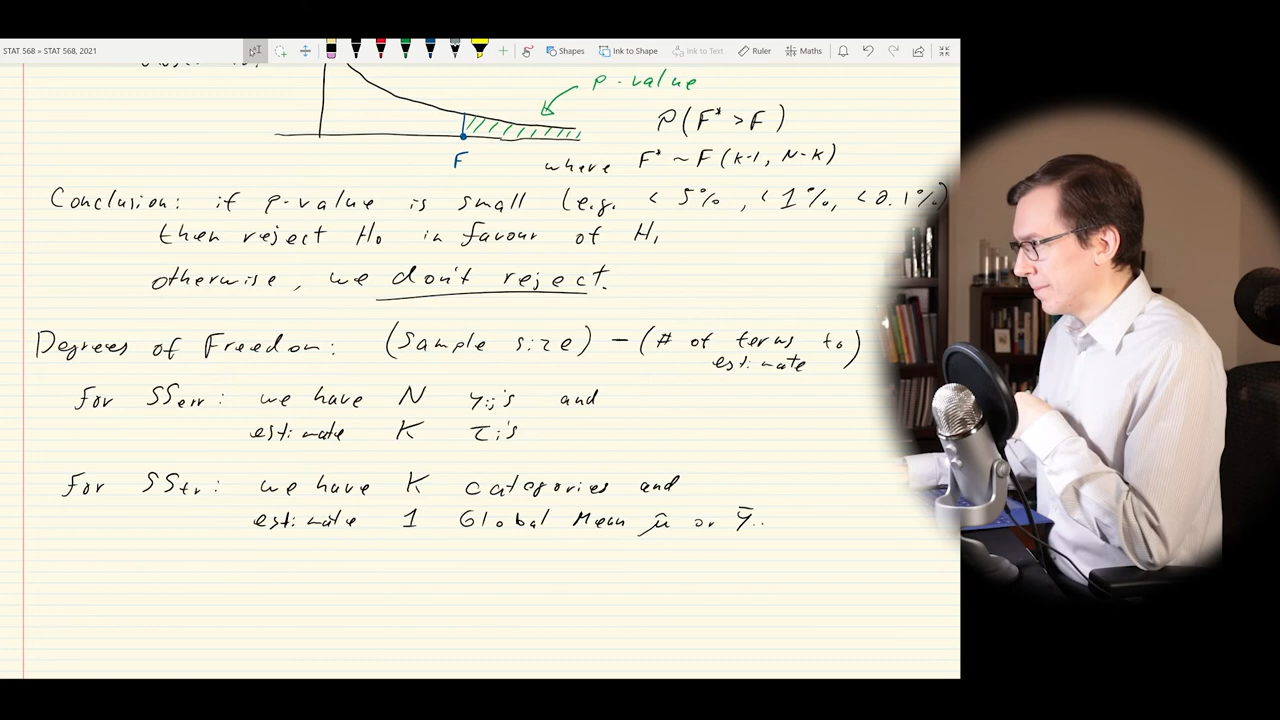 STAT 568 » STAT 568, 2021
Shapes
Ink to Shape
Ink to Text
Ruler
Maths
p-value
P(F* > F)
F
where F* ~ F(k-1, N-k)
Conclusion: if p-value is small (e.g. < 5%, < 1%, < 0.1%)
then reject H₀ in favour of H₁
otherwise, we don't reject.
Degrees of Freedom: (Sample size) - (# of terms to
estimate)
For SSerr: we have N yᵢⱼ's and
estimate K τᵢ's
For SStr: we have K categories and
estimate 1 Global Mean μ̂ or ȳ..